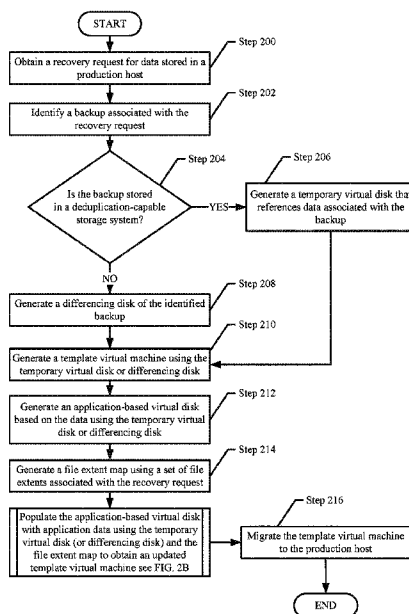 START
Step 200
Obtain a recovery request for data stored in a
production host
Step 202
Identify a backup associated with the
recovery request
Step 204
Step 206
Is the backup stored
in a deduplication-capable
storage system?
YES
Generate a temporary virtual disk that
references data associated with the
backup
NO
Step 208
Generate a differencing disk of the identified
backup
Step 210
Generate a template virtual machine using the
temporary virtual disk or differencing disk
Step 212
Generate an application-based virtual disk
based on the data using the temporary virtual
disk or differencing disk
Step 214
Generate a file extent map using a set of file
extents associated with the recovery request
Step 216
Populate the application-based virtual disk
with application data using the temporary
virtual disk (or differencing disk) and the
file extent map to obtain an updated
template virtual machine see FIG. 2B
Migrate the template virtual machine
to the production host
END